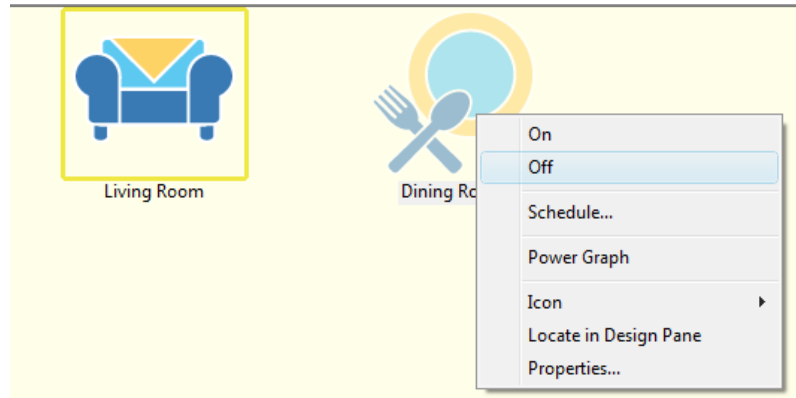 Living Room
Dining Ro
On
Off
Schedule...
Power Graph
Icon
Locate in Design Pane
Properties...